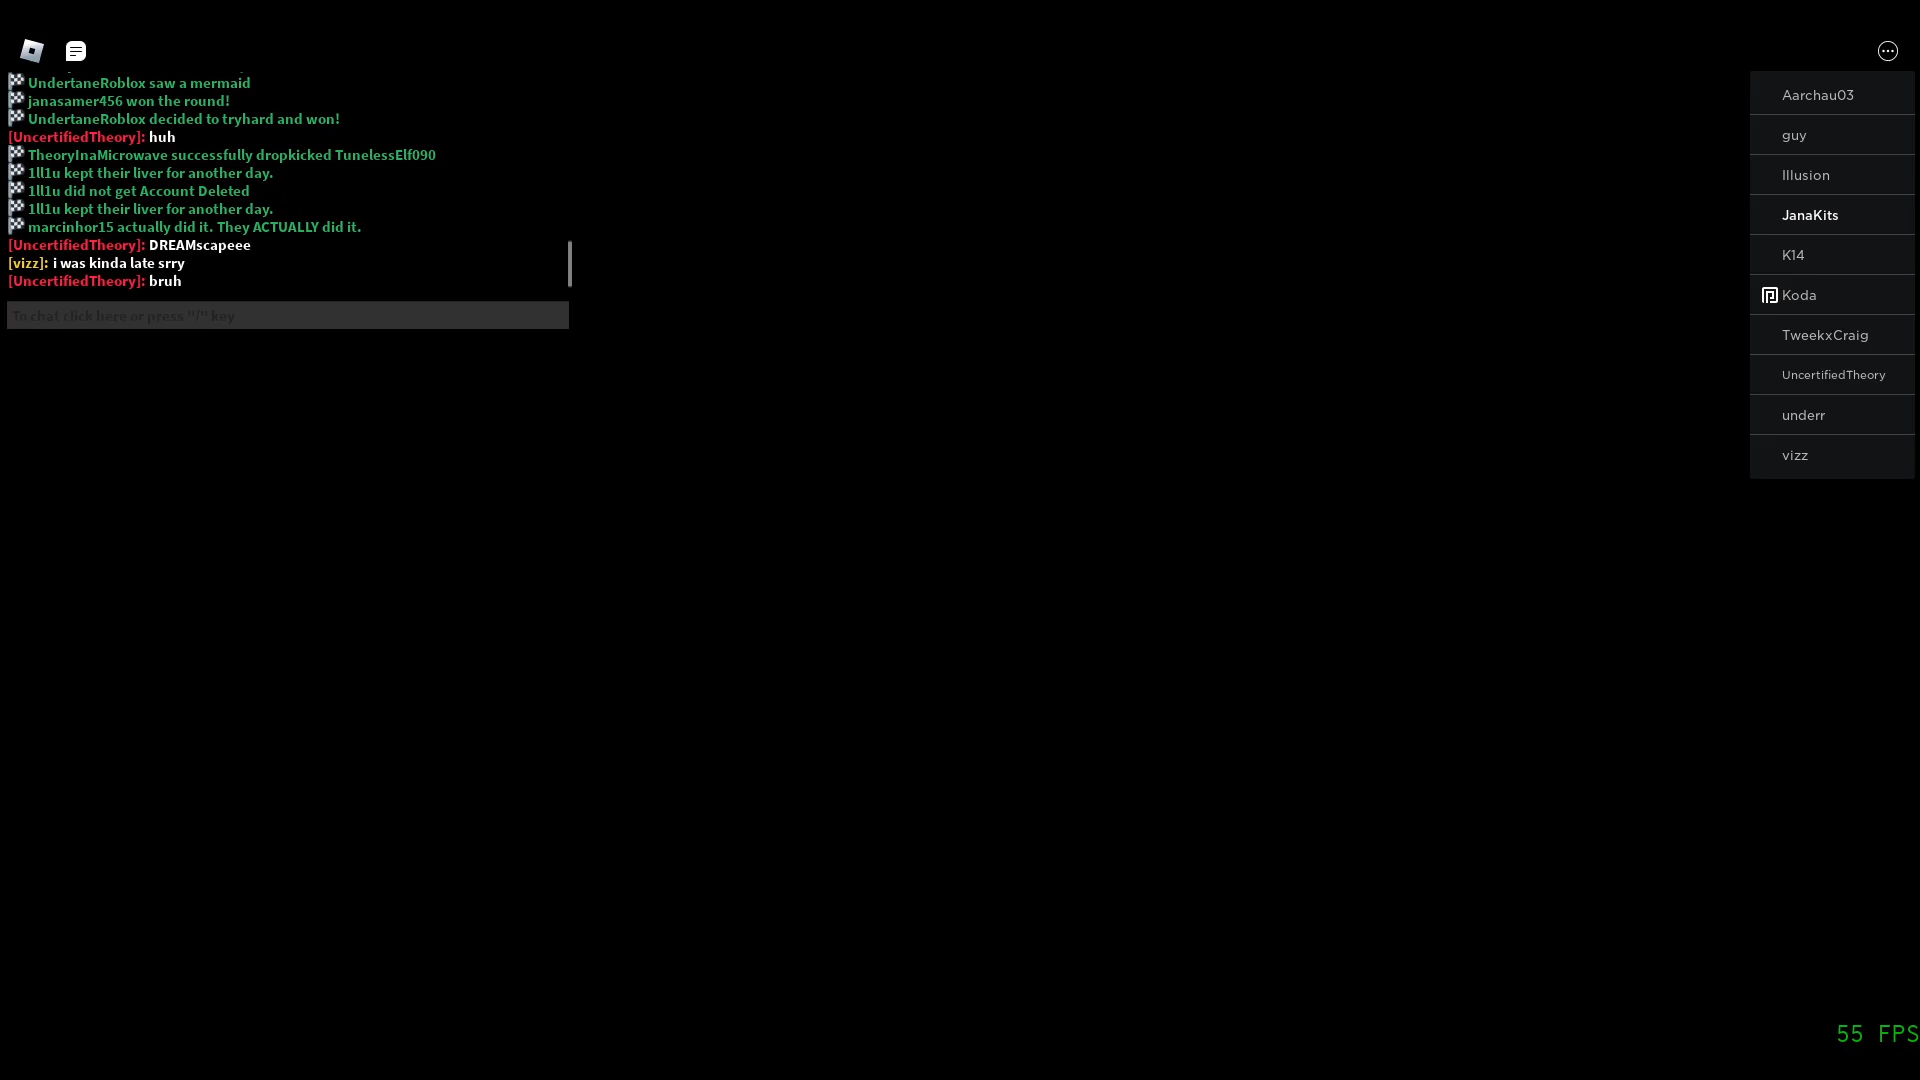 UndertaneRoblox saw a mermaid
janasamer456 won the round!
UndertaneRoblox decided to tryhard and won!
[UncertifiedTheory]: huh
TheoryInaMicrowave successfully dropkicked TunelessElf090
1ll1u kept their liver for another day.
1ll1u did not get Account Deleted
1ll1u kept their liver for another day.
marcinhor15 actually did it. They ACTUALLY did it.
[UncertifiedTheory]: DREAMscapeee
[vizz]: i was kinda late srry
[UncertifiedTheory]: bruh
To chat click here or press "/" key
Aarchau03
guy
Illusion
JanaKits
K14
Koda
TweekxCraig
UncertifiedTheory
underr
vizz
55 FPS